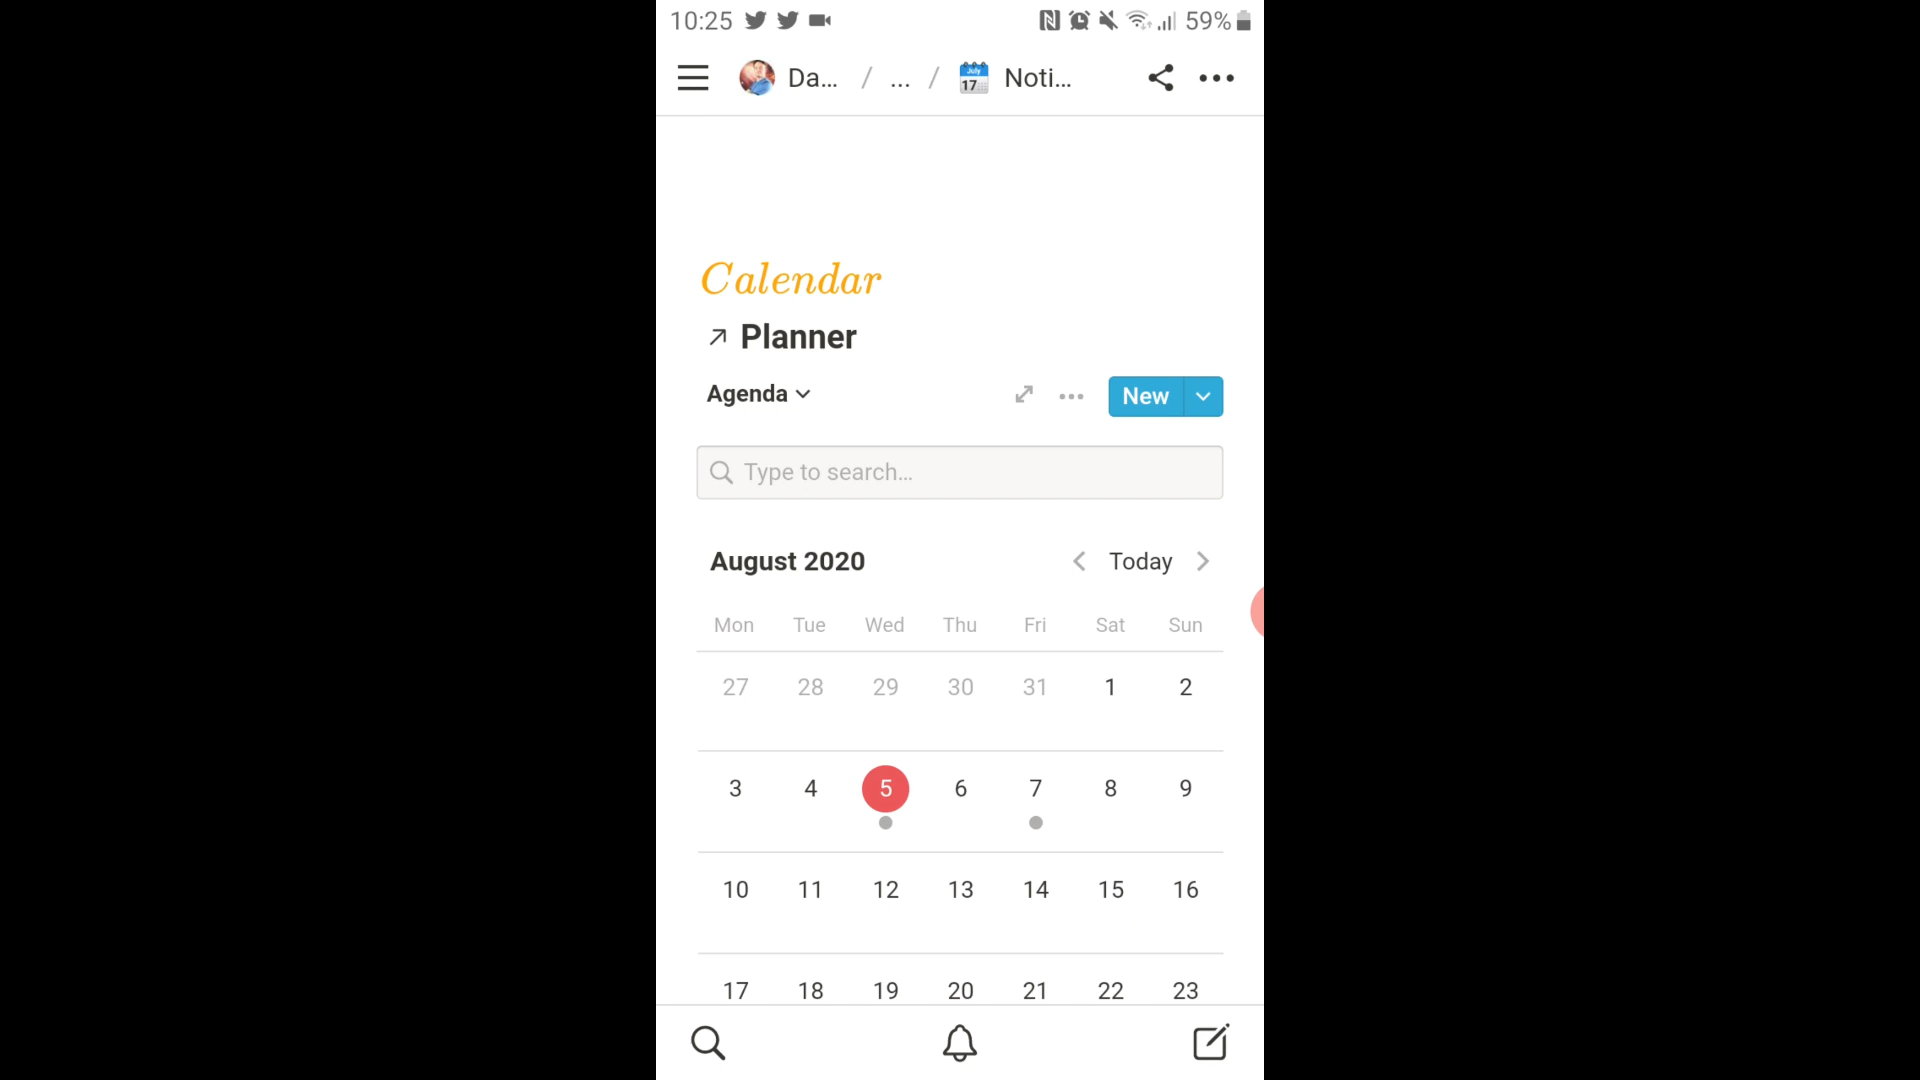 10:25 59%
Da... / ... / July 17 Noti...
Calendar
Planner
Agenda New
Type to search...
August 2020 Today
Mon Tue Wed Thu Fri Sat Sun
27 28 29 30 31 1 2
3 4 5 6 7 8 9
10 11 12 13 14 15 16
17 18 19 20 21 22 23